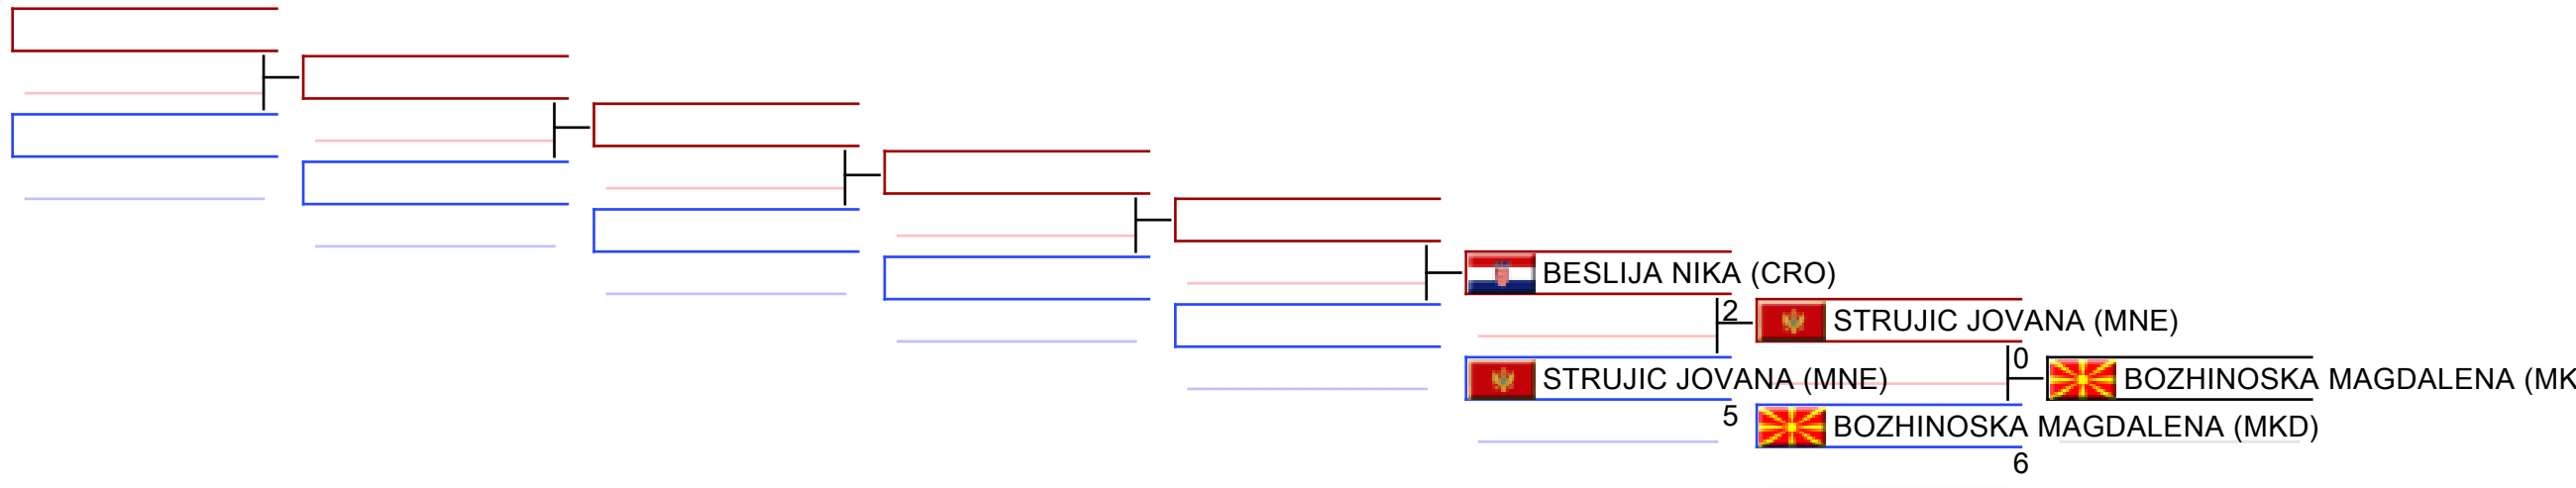 BESLIJA NIKA (CRO)
2
STRUJIC JOVANA (MNE)
0
STRUJIC JOVANA (MNE)
BOZHINOSKA MAGDALENA (MK
5
BOZHINOSKA MAGDALENA (MKD)
6